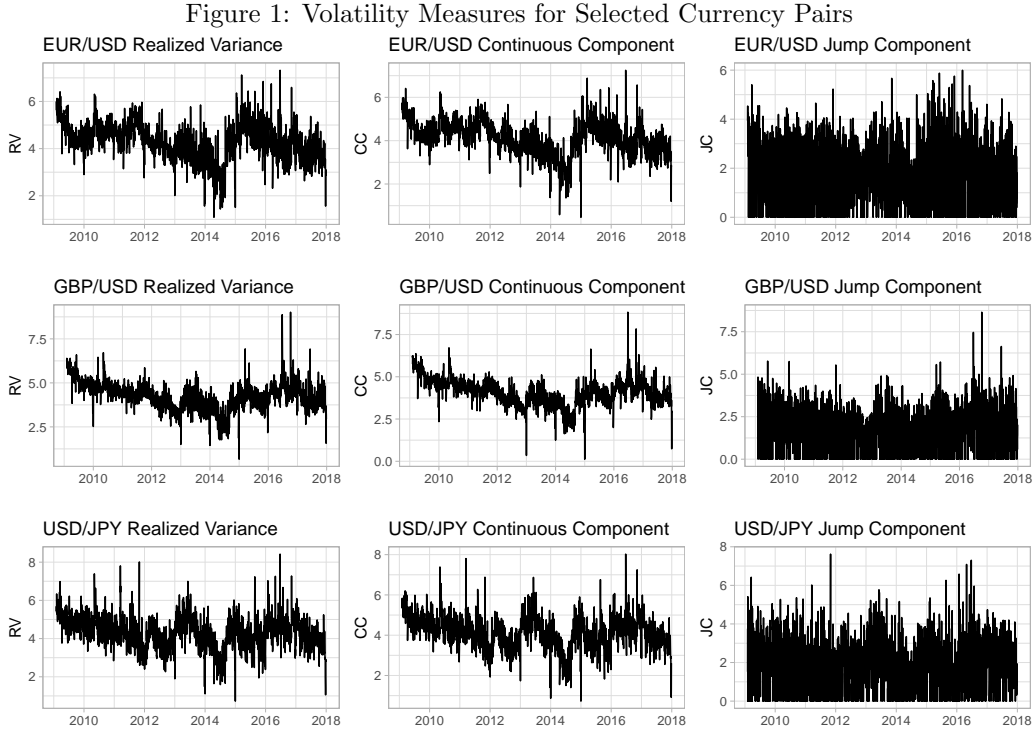 Figure 1: Volatility Measures for Selected Currency Pairs
EUR/USD Realized Variance
RV
6
4
2
2010 2012 2014 2016 2018
EUR/USD Continuous Component
CC
6
4
2
2010 2012 2014 2016 2018
EUR/USD Jump Component
JC
6
4
2
0
2010 2012 2014 2016 2018
GBP/USD Realized Variance
RV
7.5
5.0
2.5
2010 2012 2014 2016 2018
GBP/USD Continuous Component
CC
7.5
5.0
2.5
0.0
2010 2012 2014 2016 2018
GBP/USD Jump Component
JC
7.5
5.0
2.5
0.0
2010 2012 2014 2016 2018
USD/JPY Realized Variance
RV
8
6
4
2
2010 2012 2014 2016 2018
USD/JPY Continuous Component
CC
8
6
4
2
2010 2012 2014 2016 2018
USD/JPY Jump Component
JC
8
6
4
2
0
2010 2012 2014 2016 2018